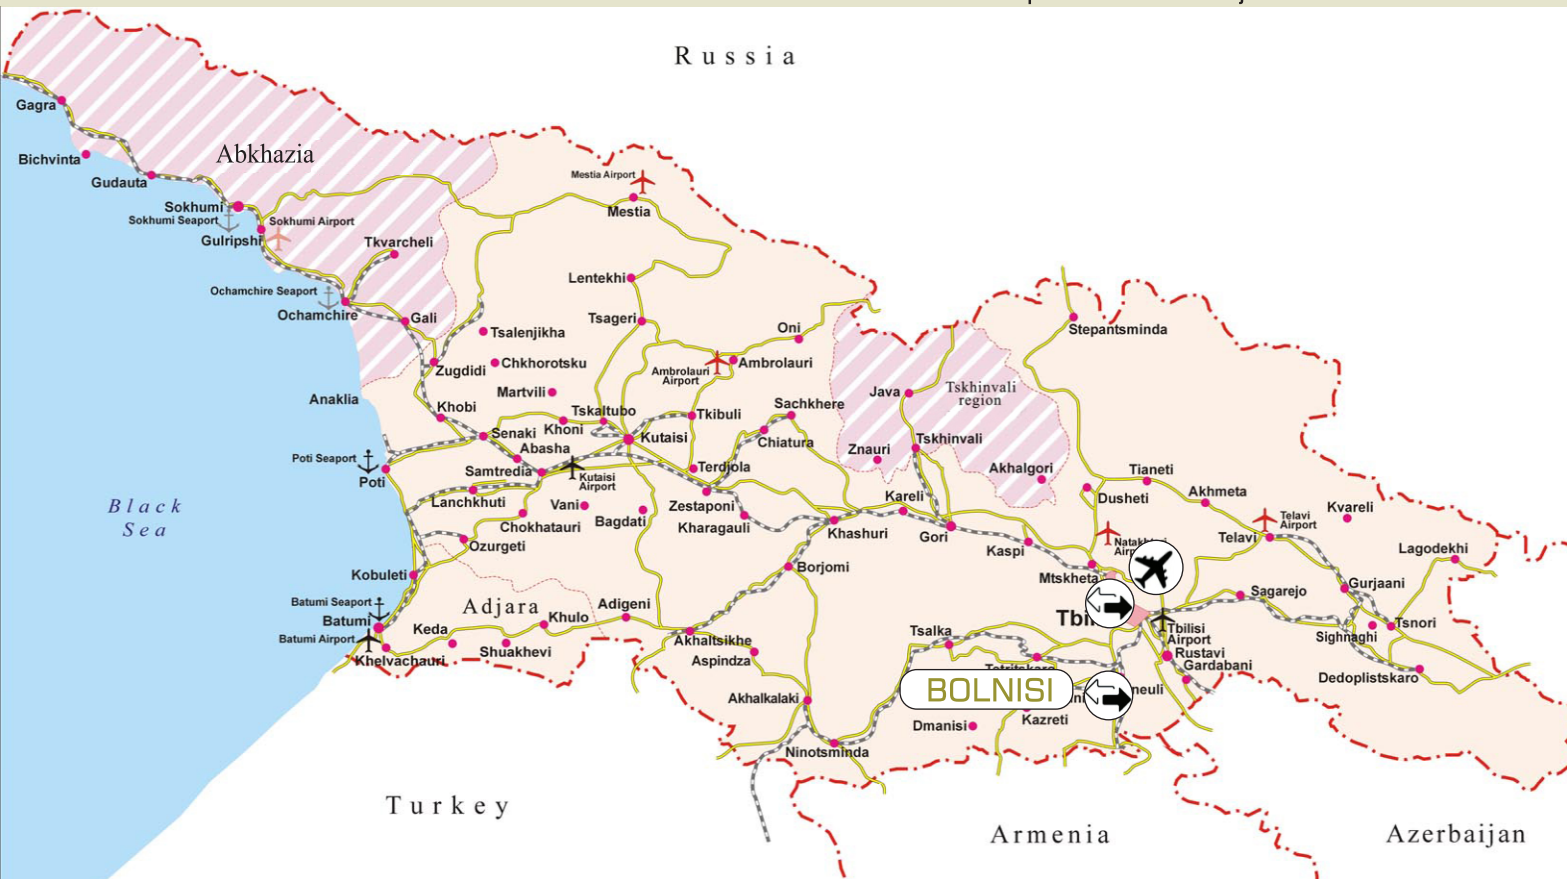 Russia
Gagra
Bichvinta
Abkhazia
Gudauta
Sokhumi
Sokhumi Seaport
Sokhumi Airport
Gulripshi
Tkvarcheli
Ochamchire Seaport
Ochamchire
Gali
Mestia Airport
Mestia
Lentekhi
Tsageri
Oni
Ambrolauri
Ambrolauri
Airport
Tsalenjikha
Chkhorotsku
Zugdidi
Martvili
Anaklia
Khobi
Tskaltubo
Khoni
Senaki
Abasha
Kutaisi
Tkibuli
Sachkhere
Chiatura
Java
Tskhinvali
region
Znauri
Tskhinvali
Akhalgori
Stepantsminda
Poti Seaport
Poti
Samtredia
Kutaisi
Airport
Terdjola
Lanchkhuti
Vani
Bagdati
Zestaponi
Kharagauli
Chokhatauri
Ozurgeti
Khashuri
Kareli
Gori
Kaspi
Dusheti
Tianeti
Akhmeta
Kvareli
Telavi
Airport
Telavi
Lagodekhi
Mtskheta
Black
Sea
Kobuleti
Batumi Seaport
Batumi
Batumi Airport
Khelvachauri
Adjara
Keda
Shuakhevi
Khulo
Adigeni
Borjomi
Akhaltsikhe
Aspindza
Akhalkalaki
Ninotsminda
Tsalka
Tbilisi
Airport
Rustavi
Gardabani
Sagarejo
Gurjaani
Sighnaghi
Tsnori
Dedoplistskaro
BOLNISI
Dmanisi
Kazreti
Turkey
Armenia
Azerbaijan